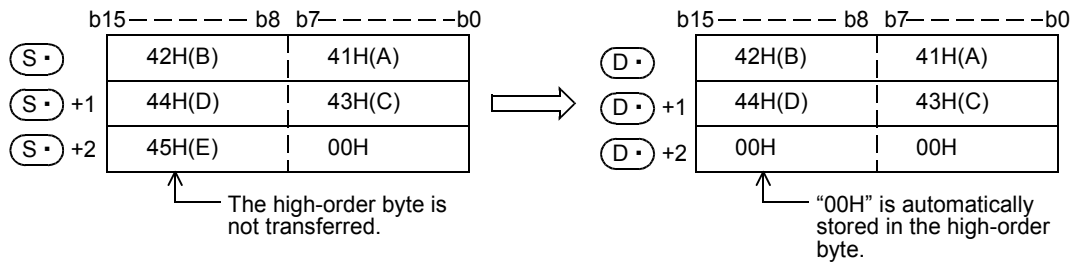 b15 b8 b7 b0 b15 b8 b7 b0
S· 42H(B) 41H(A) D· 42H(B) 41H(A)
S· +1 44H(D) 43H(C) D· +1 44H(D) 43H(C)
S· +2 45H(E) 00H D· +2 00H 00H
The high-order byte is
not transferred.
“00H” is automatically
stored in the high-order
byte.